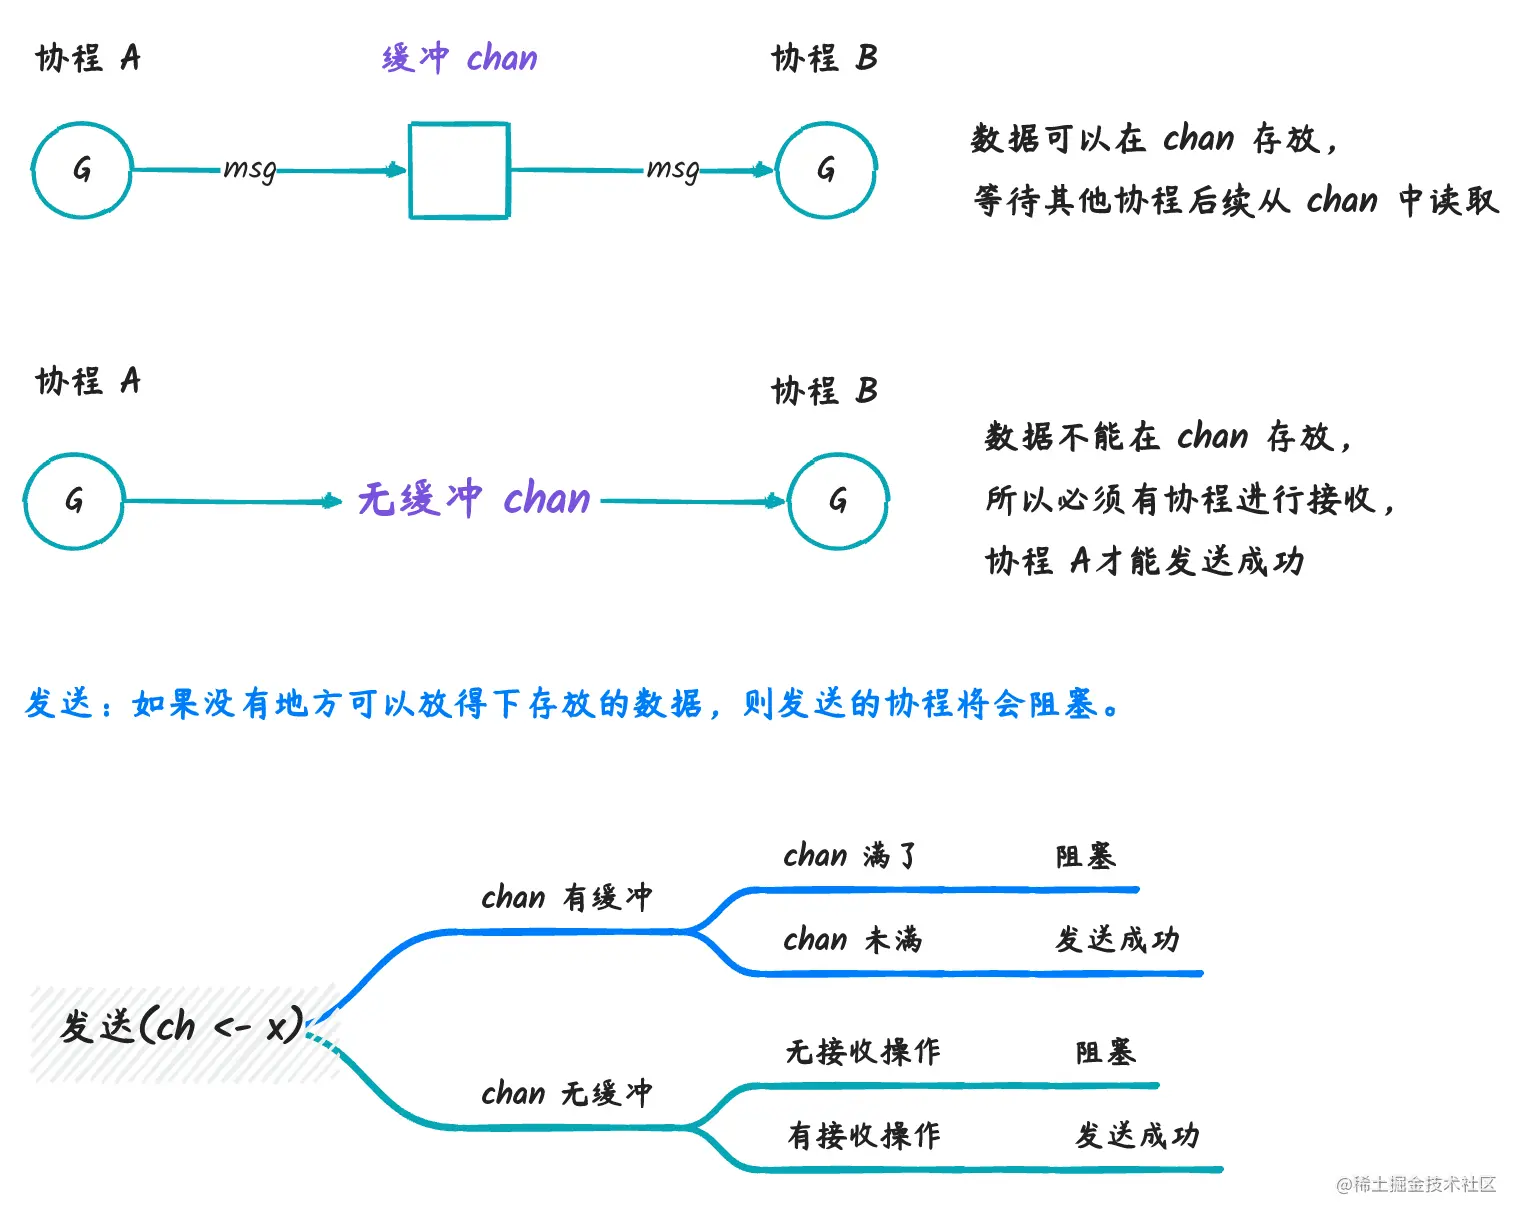 协程 A
缓冲 chan
协程 B
G
msg
msg
G
数据可以在 chan 存放，
等待其他协程后续从 chan 中读取
协程 A
协程 B
G
无缓冲 chan
G
数据不能在 chan 存放，
所以必须有协程进行接收，
协程 A才能发送成功
发送：如果没有地方可以放得下存放的数据，则发送的协程将会阻塞。
chan 满了 阻塞
chan 有缓冲
chan 未满 发送成功
发送(ch <- x)
无接收操作 阻塞
chan 无缓冲
有接收操作 发送成功
@稀土掘金技术社区